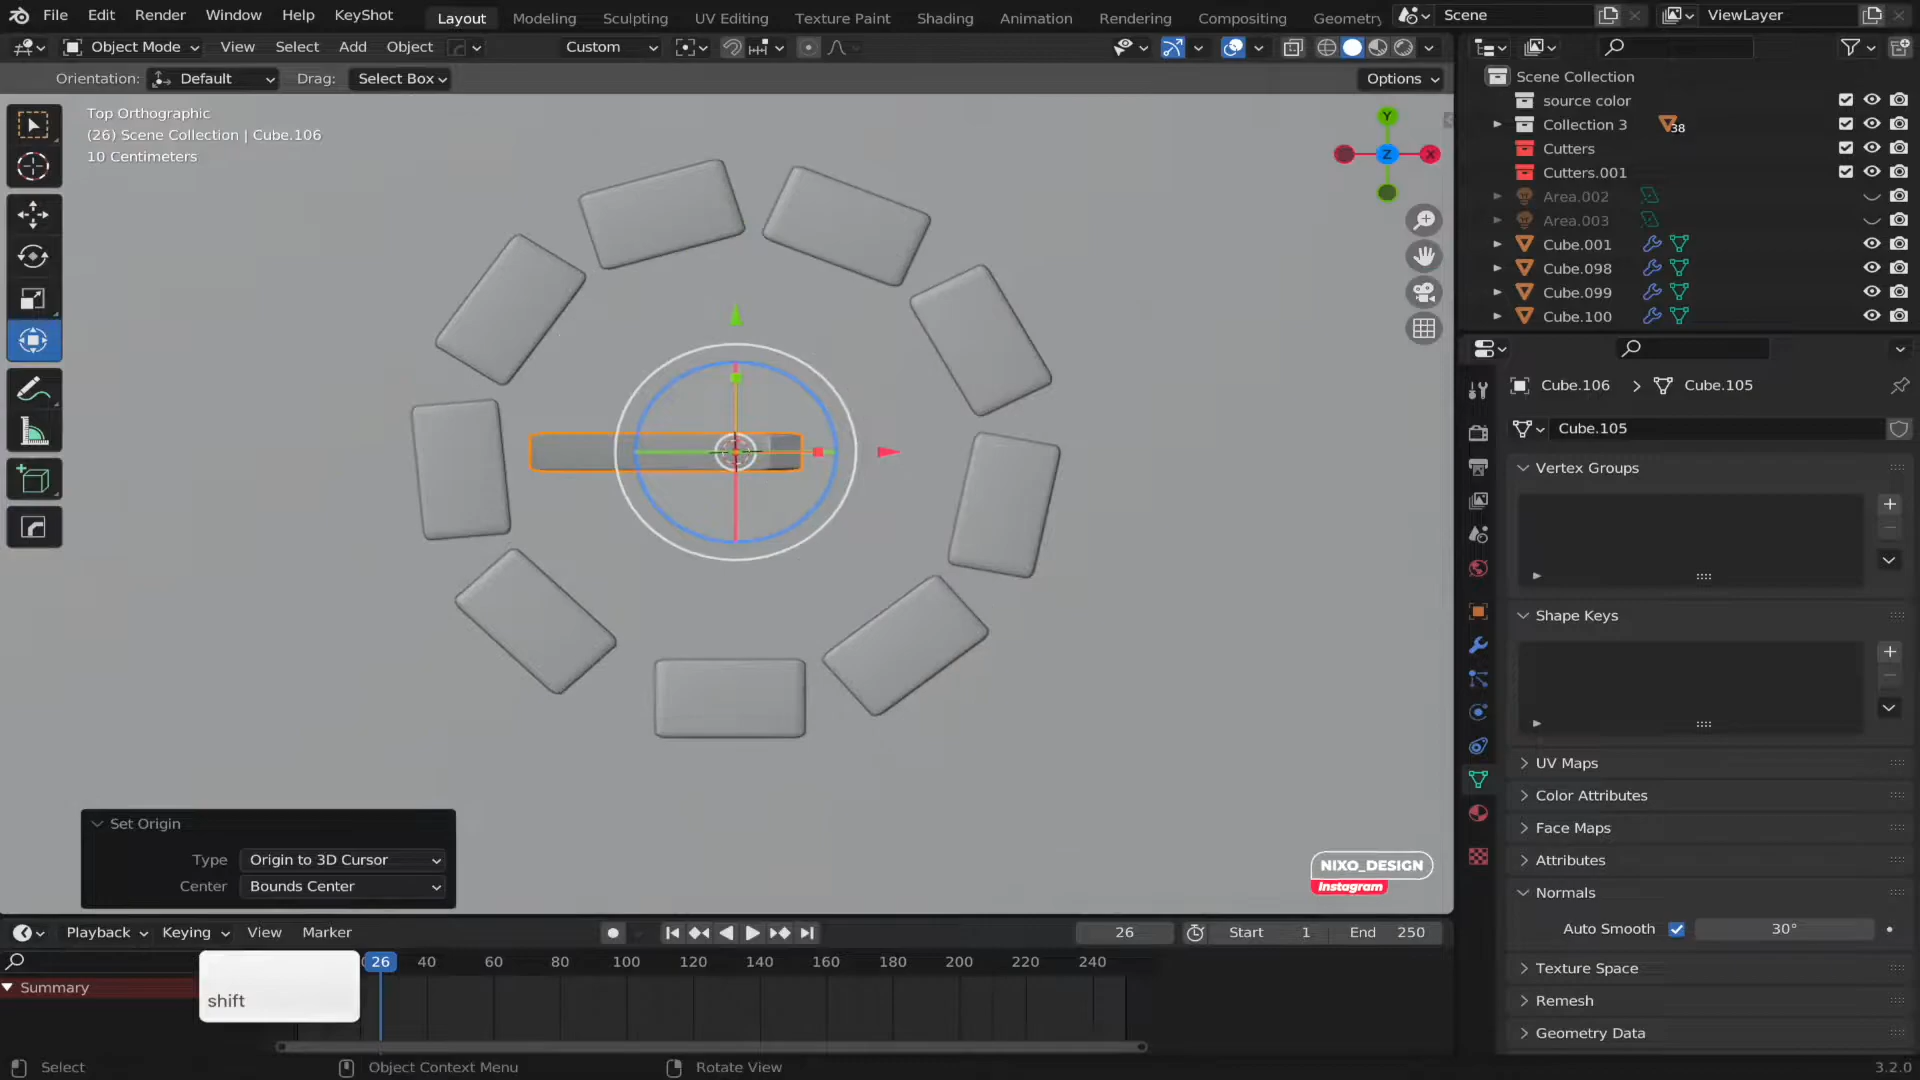 File Edit Render Window Help KeyShot Layout Modeling Sculpting UV Editing Texture Paint Shading Animation Rendering Compositing Geometry Scene ViewLayer
Object Mode View Select Add Object Custom
Orientation: Default Drag: Select Box Options
Top Orthographic
(26) Scene Collection | Cube.106
10 Centimeters
Y
Z
X
Scene Collection
source color
Collection 3 38
Cutters
Cutters.001
Area.002
Area.003
Cube.001
Cube.098
Cube.099
Cube.100
Cube.106 > Cube.105
Cube.105
Vertex Groups
Shape Keys
UV Maps
Color Attributes
Face Maps
Attributes
Normals
Auto Smooth 30°
Texture Space
Remesh
Geometry Data
Set Origin
Type Origin to 3D Cursor
Center Bounds Center
NIXO_DESIGN
Instagram
Playback Keying View Marker 26 Start 1 End 250
26 40 60 80 100 120 140 160 180 200 220 240
Summary
shift
Select Object Context Menu Rotate View 3.2.0